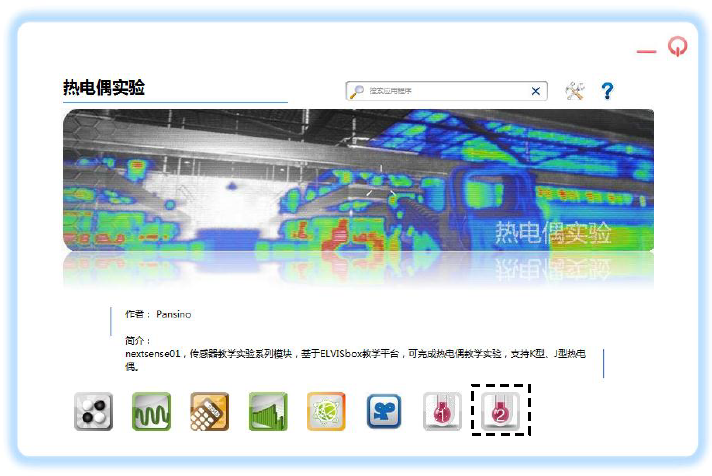 热电偶实验
搜索应用程序
热电偶实验
作者： Pansino
简介：
nextsense01，传感器教学实验系列模块，基于ELVISbox教学平台，可完成热电偶教学实验，支持K型、J型热电
偶。
1
2